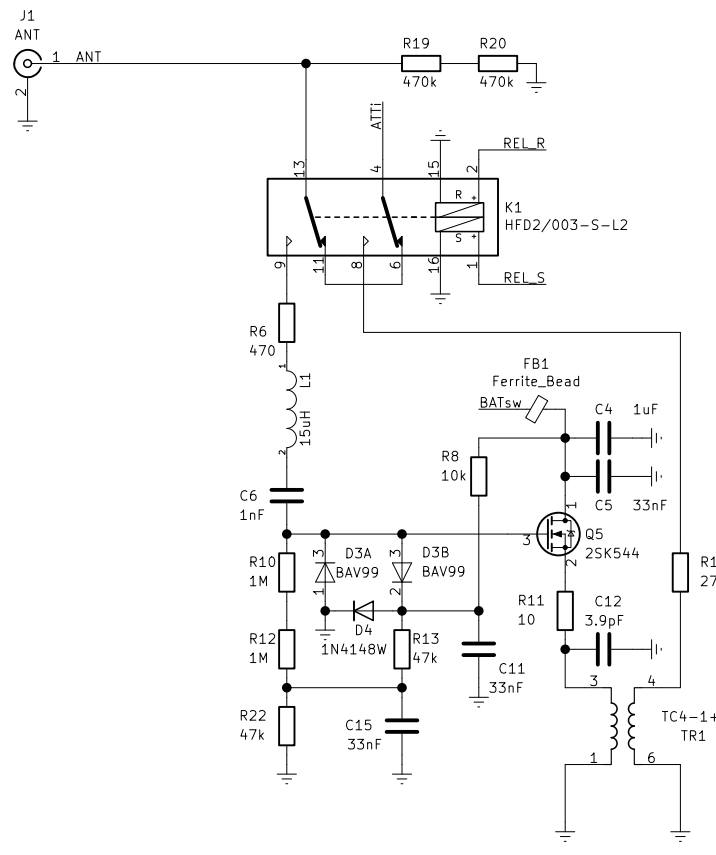 J1
ANT
1 ANT
2
R19
470k
R20
470k
ATTi
13
4
15
2
REL_R
R
+
S
+
K1
HFD2/003-S-L2
9
11
8
6
16
1
REL_S
R6
470
1
L1
15uH
2
FB1
Ferrite_Bead
BATsw
C4
1uF
R8
10k
C5
33nF
C6
1nF
1
3
Q5
2SK544
2
R10
1M
3
D3A
BAV99
1
3
D3B
BAV99
2
R1
27
D4
1N4148W
R11
10
C12
3.9pF
R12
1M
R13
47k
C11
33nF
3
4
R22
47k
C15
33nF
TC4-1+
TR1
1
6